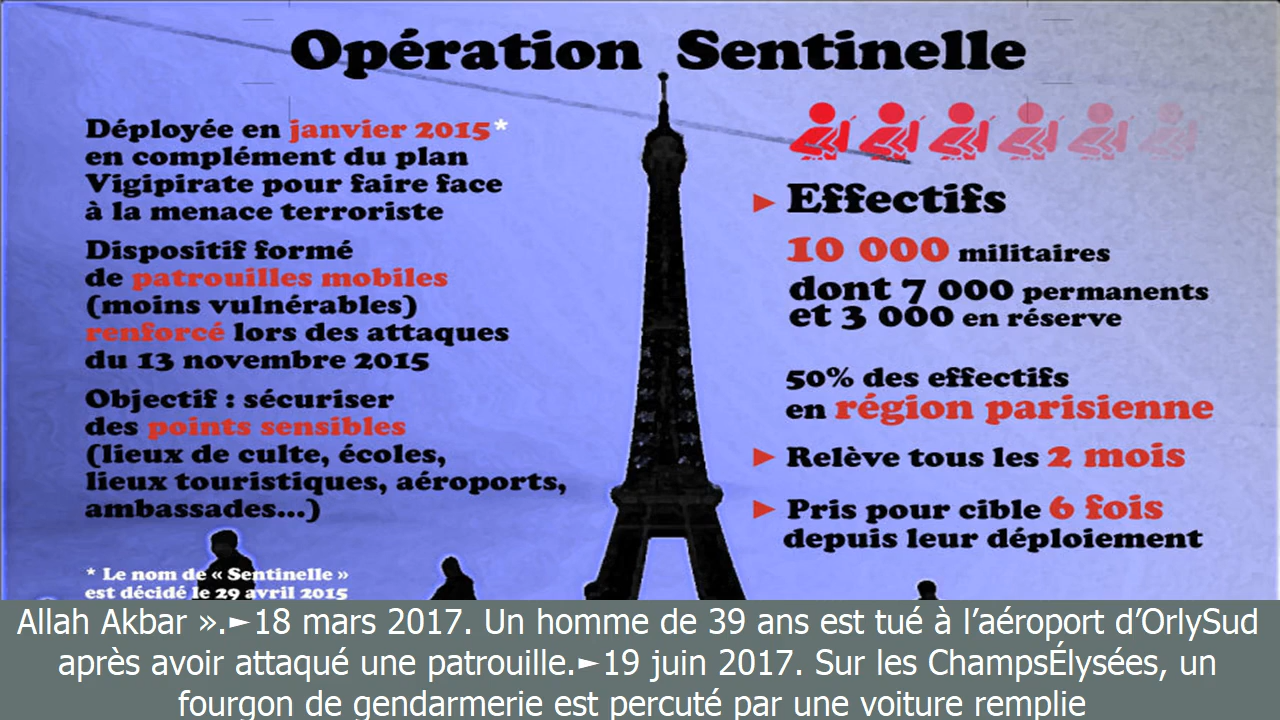 Opération Sentinelle
Déployée en janvier 2015*
en complément du plan
Vigipirate pour faire face
à la menace terroriste
Dispositif formé
de patrouilles mobiles
(moins vulnérables)
renforcé lors des attaques
du 13 novembre 2015
Objectif : sécuriser
des points sensibles
(lieux de culte, écoles,
lieux touristiques, aéroports,
ambassades...)
* Le nom de « Sentinelle »
est décidé le 29 avril 2015
► Effectifs
10 000 militaires
dont 7 000 permanents
et 3 000 en réserve
50% des effectifs
en région parisienne
► Relève tous les 2 mois
► Pris pour cible 6 fois
depuis leur déploiement
Allah Akbar ».►18 mars 2017. Un homme de 39 ans est tué à l’aéroport d’OrlySud
après avoir attaqué une patrouille.►19 juin 2017. Sur les ChampsÉlysées, un
fourgon de gendarmerie est percuté par une voiture remplie